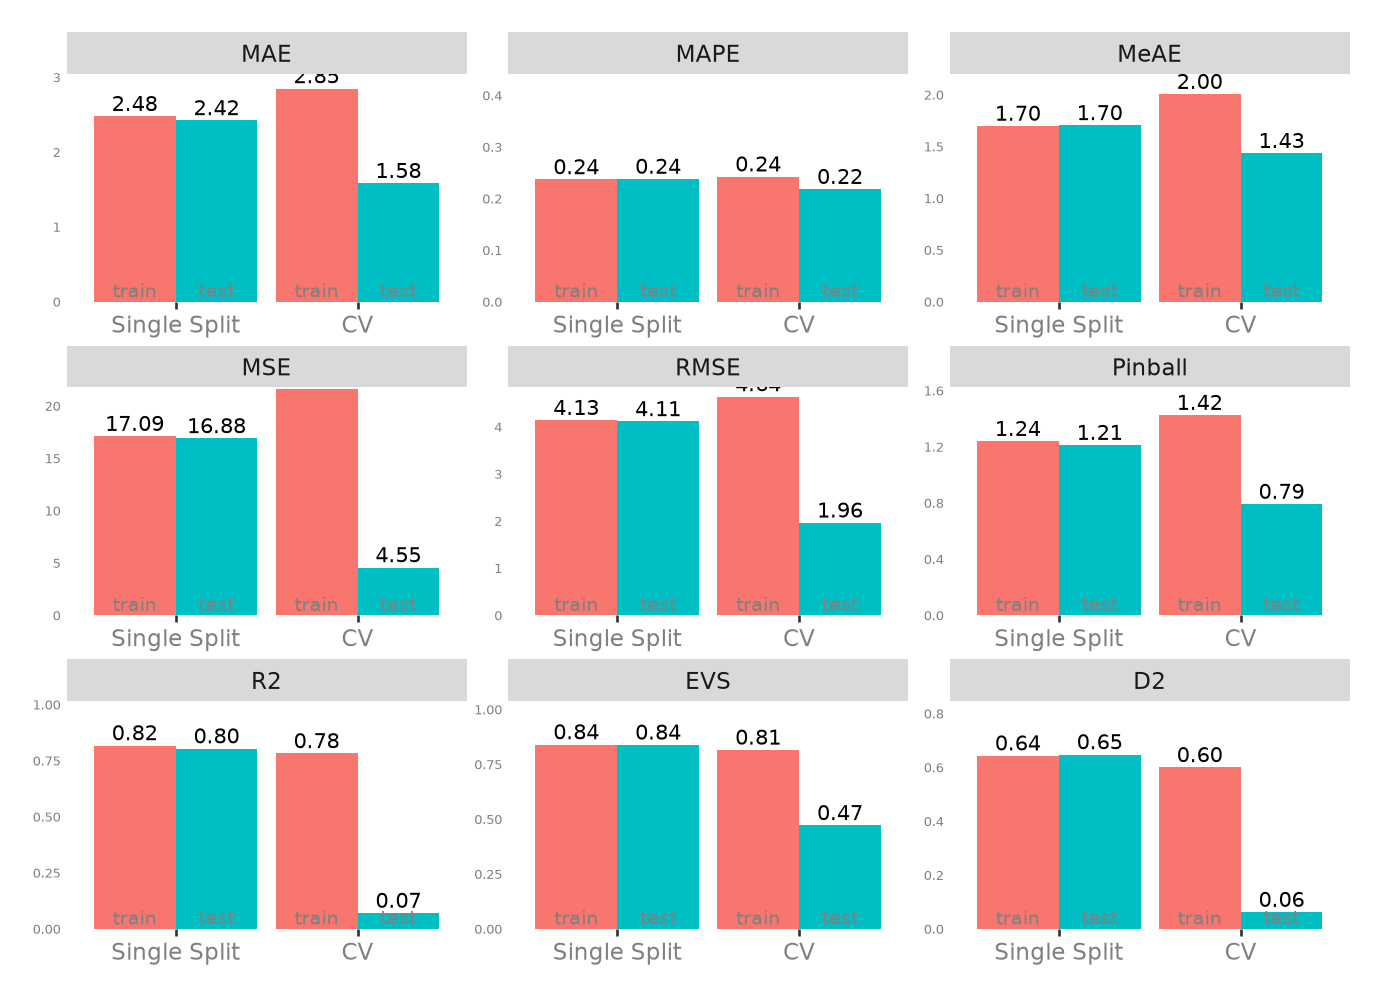 MAE
3
2
1
0
2.48
2.42
2.85
1.58
train
test
train
test
Single Split
CV
MAPE
0.4
0.3
0.2
0.1
0.0
0.24
0.24
0.24
0.22
train
test
train
test
Single Split
CV
MeAE
2.0
1.5
1.0
0.5
0.0
1.70
1.70
2.00
1.43
train
test
train
test
Single Split
CV
MSE
20
15
10
5
0
17.09
16.88
4.55
train
test
train
test
Single Split
CV
RMSE
4
3
2
1
0
4.13
4.11
4.64
1.96
train
test
train
test
Single Split
CV
Pinball
1.6
1.2
0.8
0.4
0.0
1.24
1.21
1.42
0.79
train
test
train
test
Single Split
CV
R2
1.00
0.75
0.50
0.25
0.00
0.82
0.80
0.78
0.07
train
test
train
test
Single Split
CV
EVS
1.00
0.75
0.50
0.25
0.00
0.84
0.84
0.81
0.47
train
test
train
test
Single Split
CV
D2
0.8
0.6
0.4
0.2
0.0
0.64
0.65
0.60
0.06
train
test
train
test
Single Split
CV